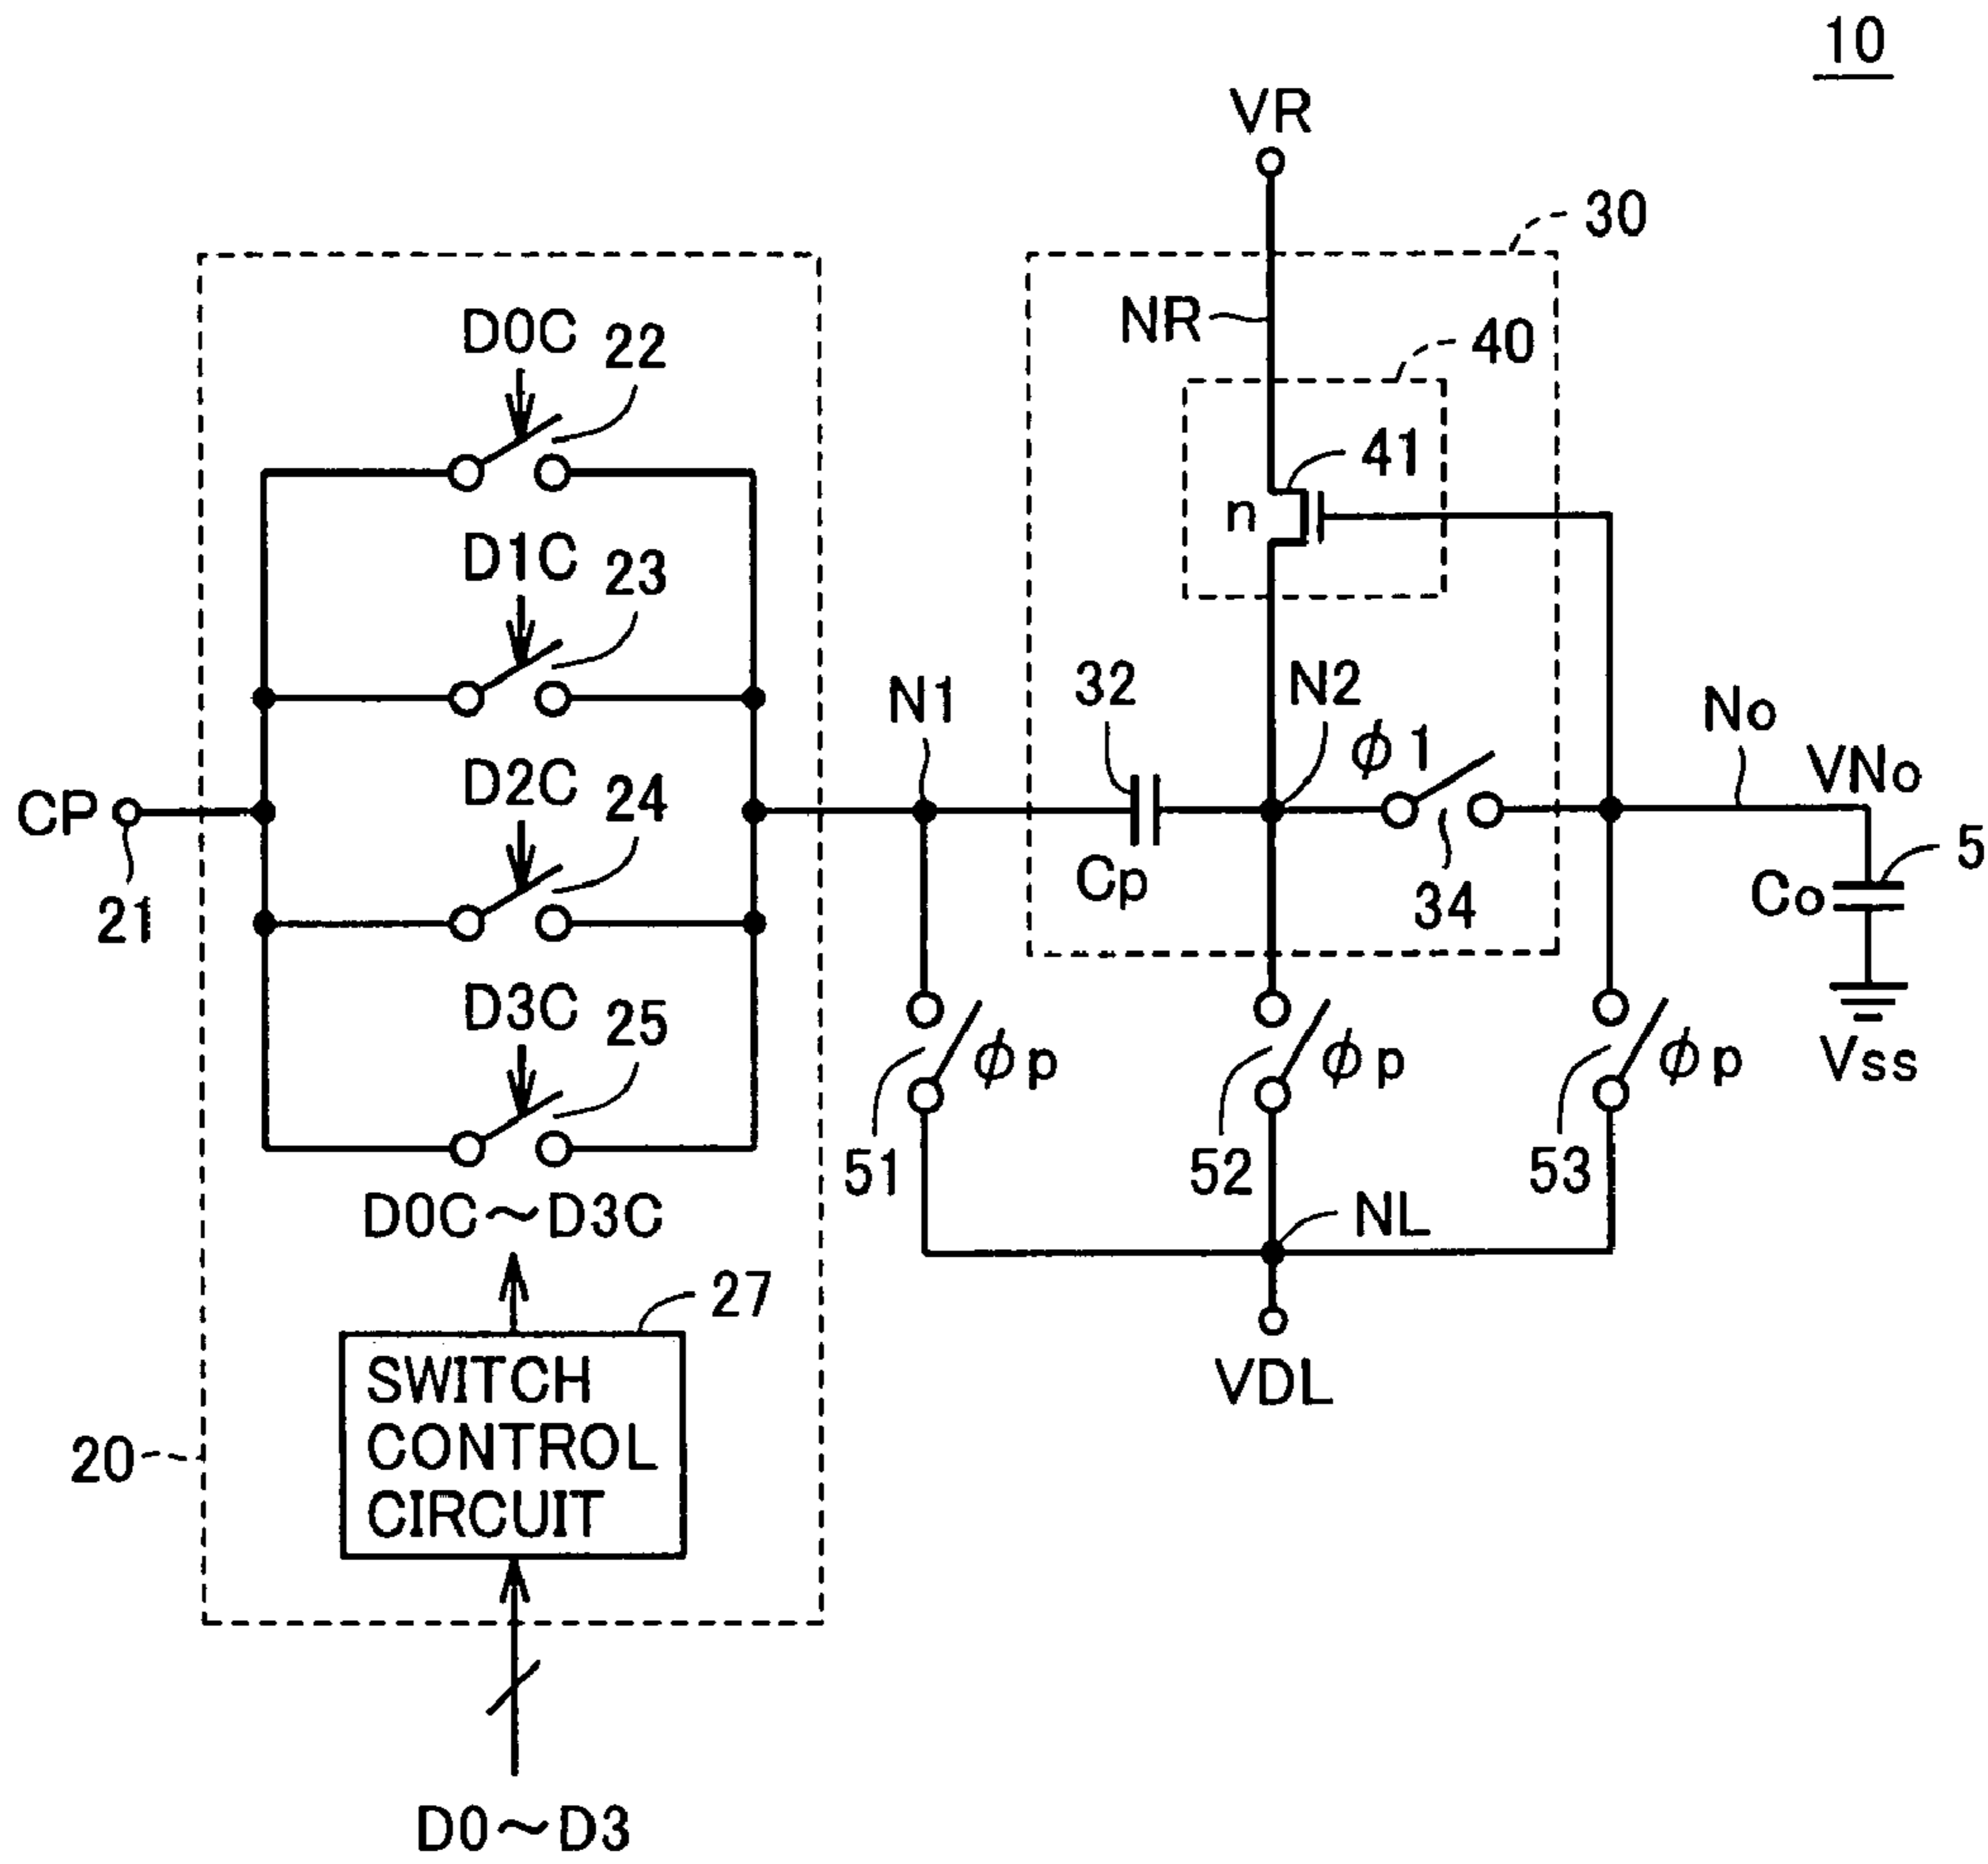 10
VR
30
NR
40
D0C 22
41
n
D1C 23
N1
32
N2
φ1
No
VNo
D2C 24
CP
21
Cp
34
Co
5
Vss
D3C 25
51
φp
52
φp
53
φp
D0C~D3C
NL
27
VDL
SWITCH
CONTROL
CIRCUIT
20
D0~D3